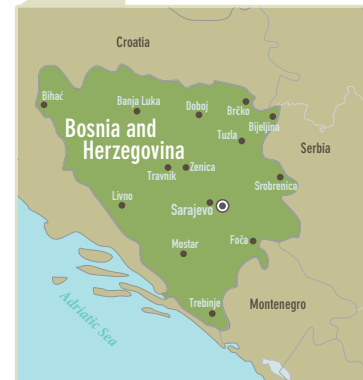 Croatia
Bihać
Banja Luka
Doboj
Brčko
Bijeljina
Bosnia and
Herzegovina
Tuzla
Serbia
Travnik
Zenica
Srobrenica
Livno
Sarajevo
Mostar
Foča
Adriatic Sea
Trebinje
Montenegro